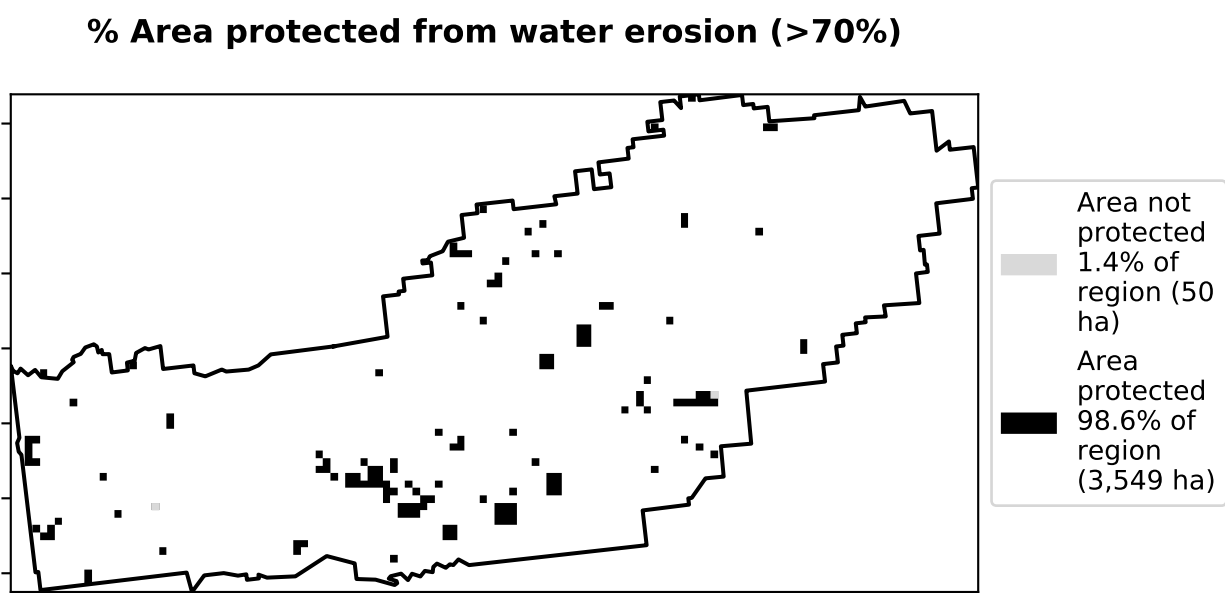 % Area protected from water erosion (>70%)
Area not
protected
1.4% of
region (50
ha)
Area
protected
98.6% of
region
(3,549 ha)